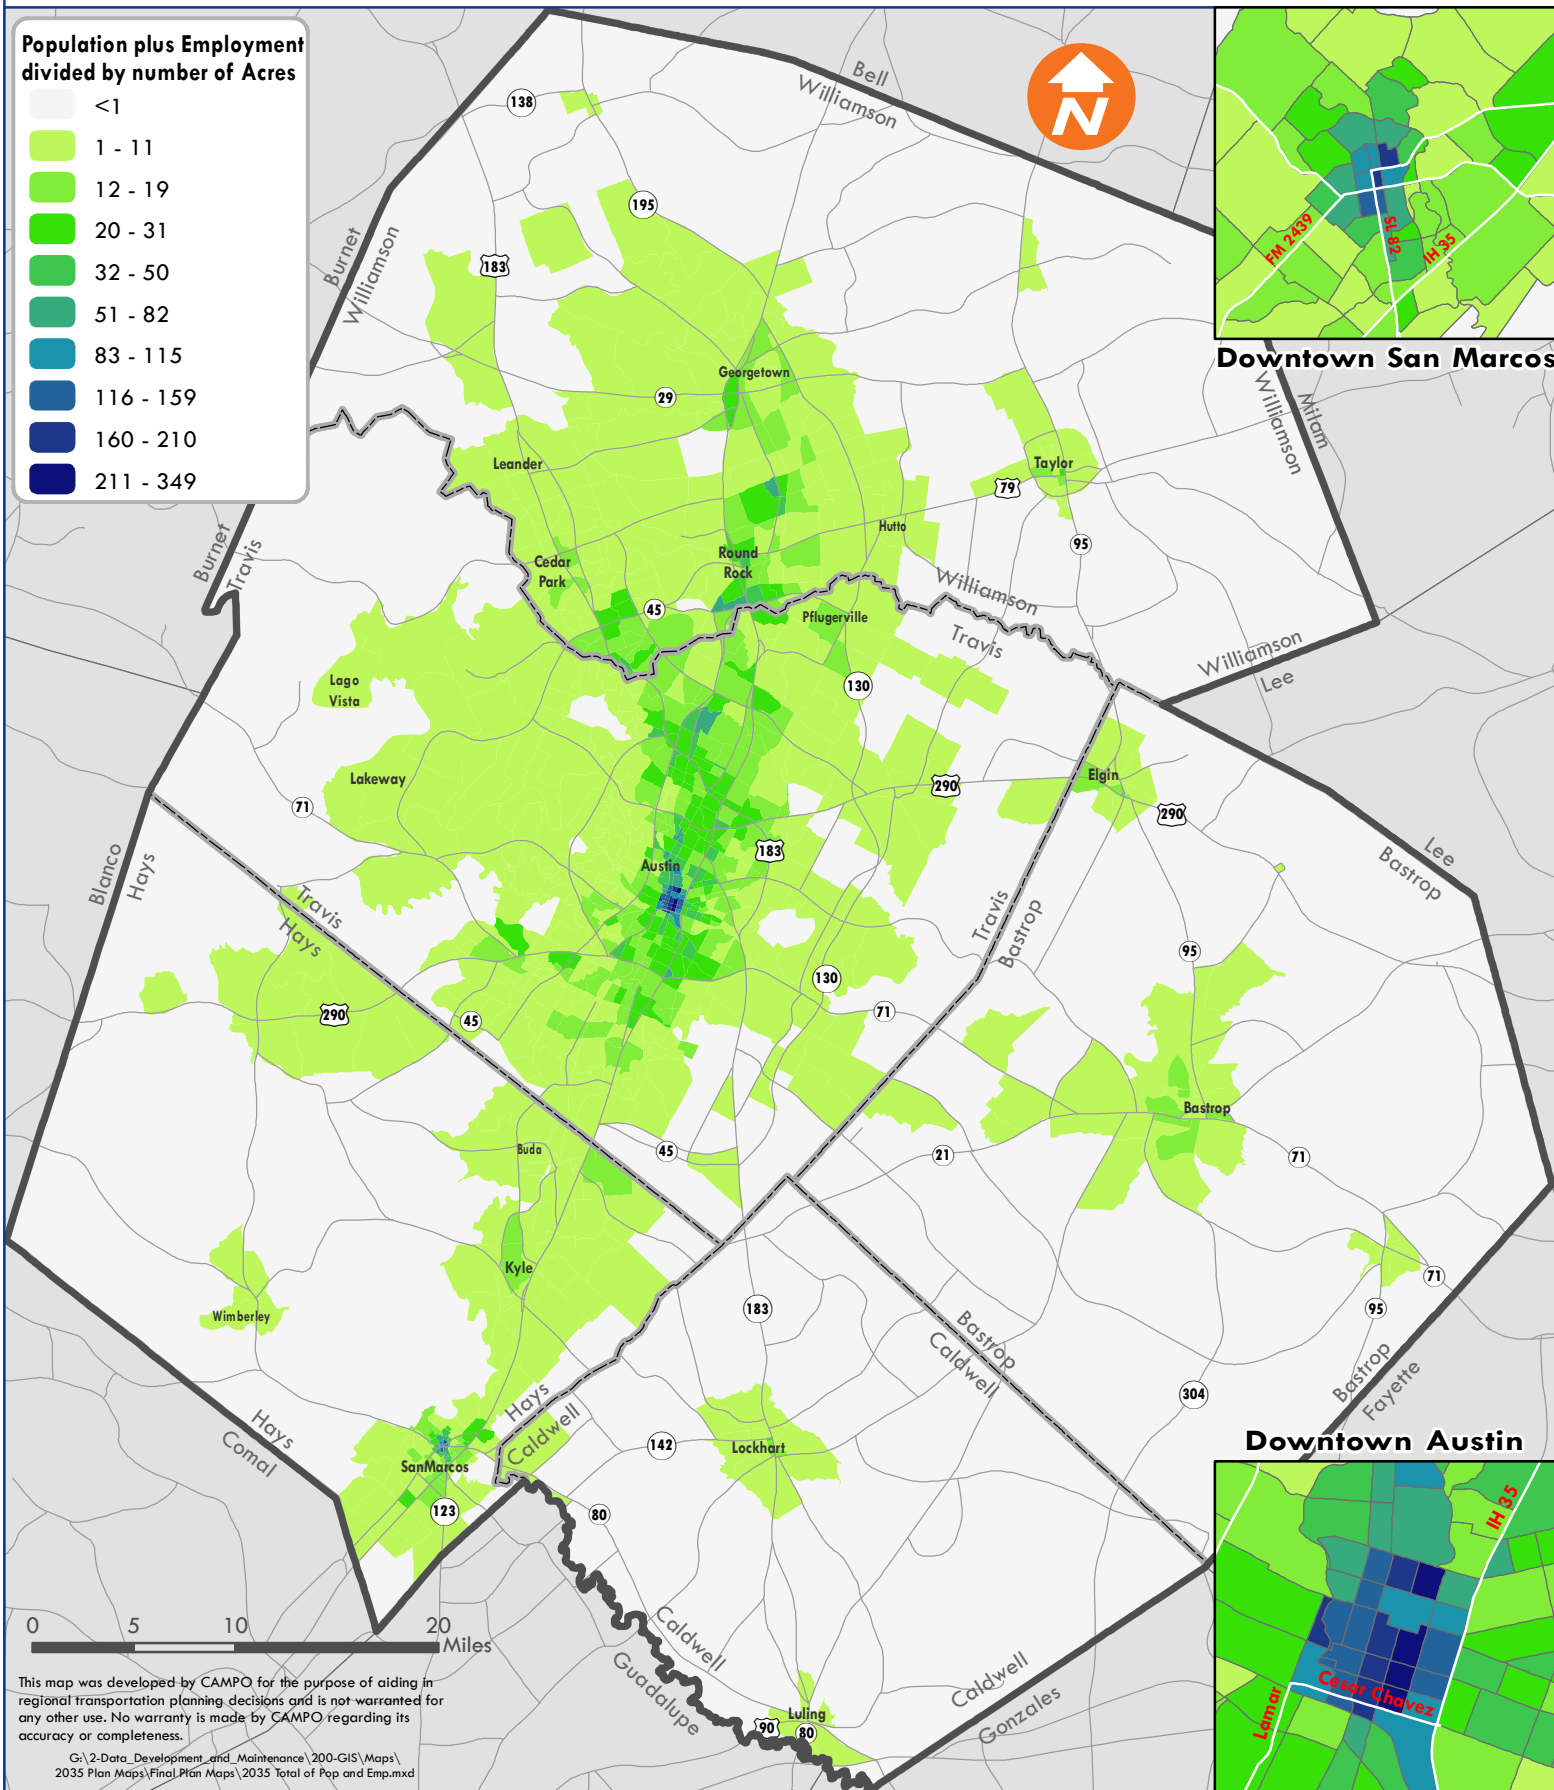 Population plus Employment
divided by number of Acres
<1
1 - 11
12 - 19
20 - 31
32 - 50
51 - 82
83 - 115
116 - 159
160 - 210
211 - 349
N
Bell
Williamson
138
195
183
Burnet
Williamson
FM 2439
SL 82
IH 35
Downtown San Marcos
Georgetown
29
Williamson
Milam
Leander
Taylor
79
Hutto
95
Burnet
Travis
Cedar
Park
Round
Rock
45
Pflugerville
Williamson
Travis
Williamson
Lee
Lago
Vista
130
Lakeway
71
290
Elgin
290
183
Austin
Blanco
Hays
Lee
Bastrop
Travis
Hays
Travis
Bastrop
95
130
290
45
71
Bastrop
Buda
45
21
71
Kyle
Wimberley
183
71
95
Bastrop
Caldwell
Bastrop
Fayette
304
Hays
Comal
Hays
Caldwell
142
Lockhart
SanMarcos
123
80
Downtown Austin
IH 35
Cesar Chavez
Lamar
0 5 10 20
Miles
Caldwell
Guadalupe
Caldwell
Gonzales
Luling
90
80
This map was developed by CAMPO for the purpose of aiding in
regional transportation planning decisions and is not warranted for
any other use. No warranty is made by CAMPO regarding its
accuracy or completeness.
G:\2-Data_Development_and_Maintenance\200-GIS\Maps\
2035 Plan Maps\Final Plan Maps\2035 Total of Pop and Emp.mxd